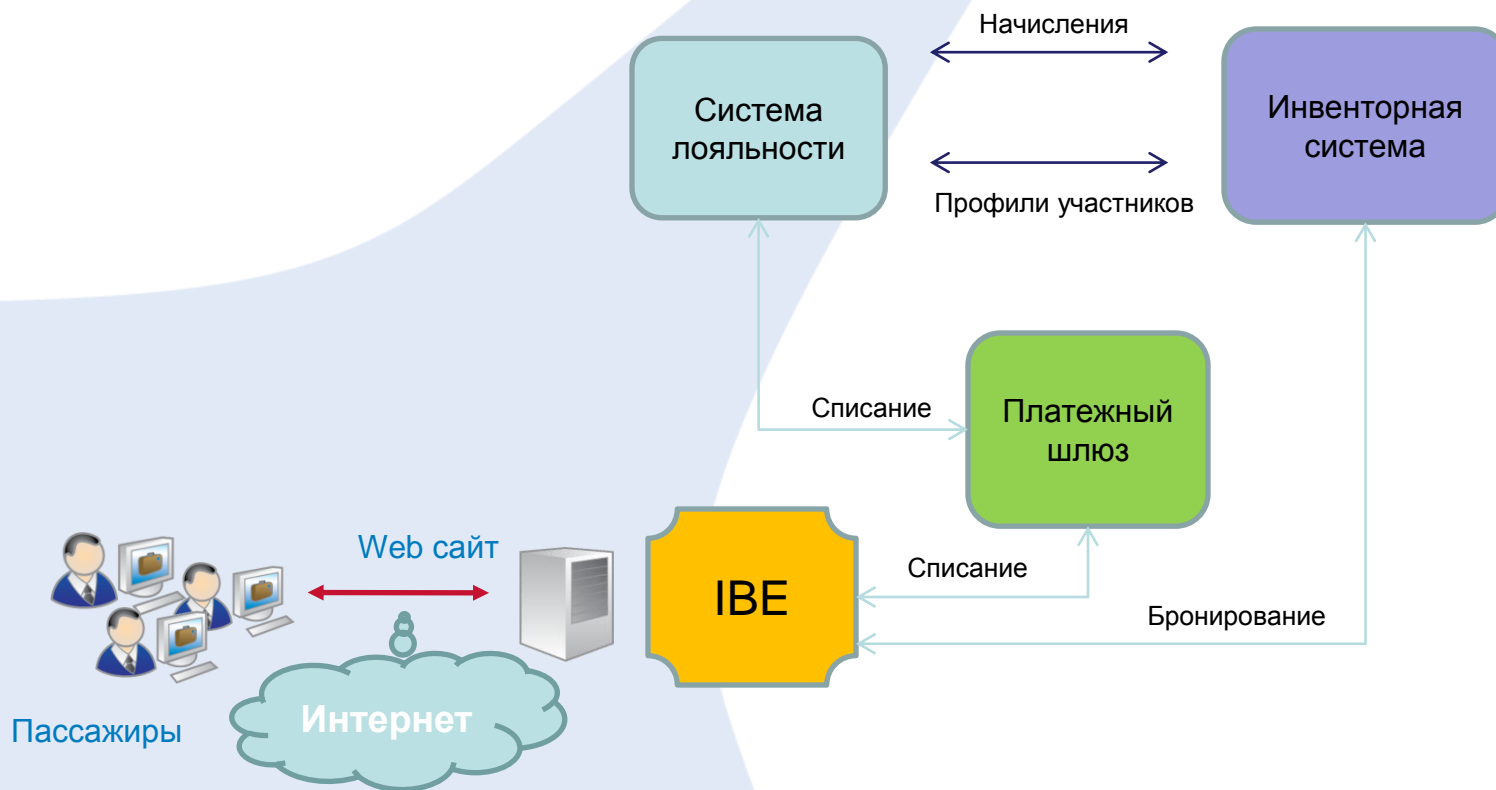 Начисления
Система
лояльности
Инвенторная
система
Профили участников
Списание
Платежный
шлюз
Web сайт
IBE
Списание
Бронирование
Интернет
Пассажиры